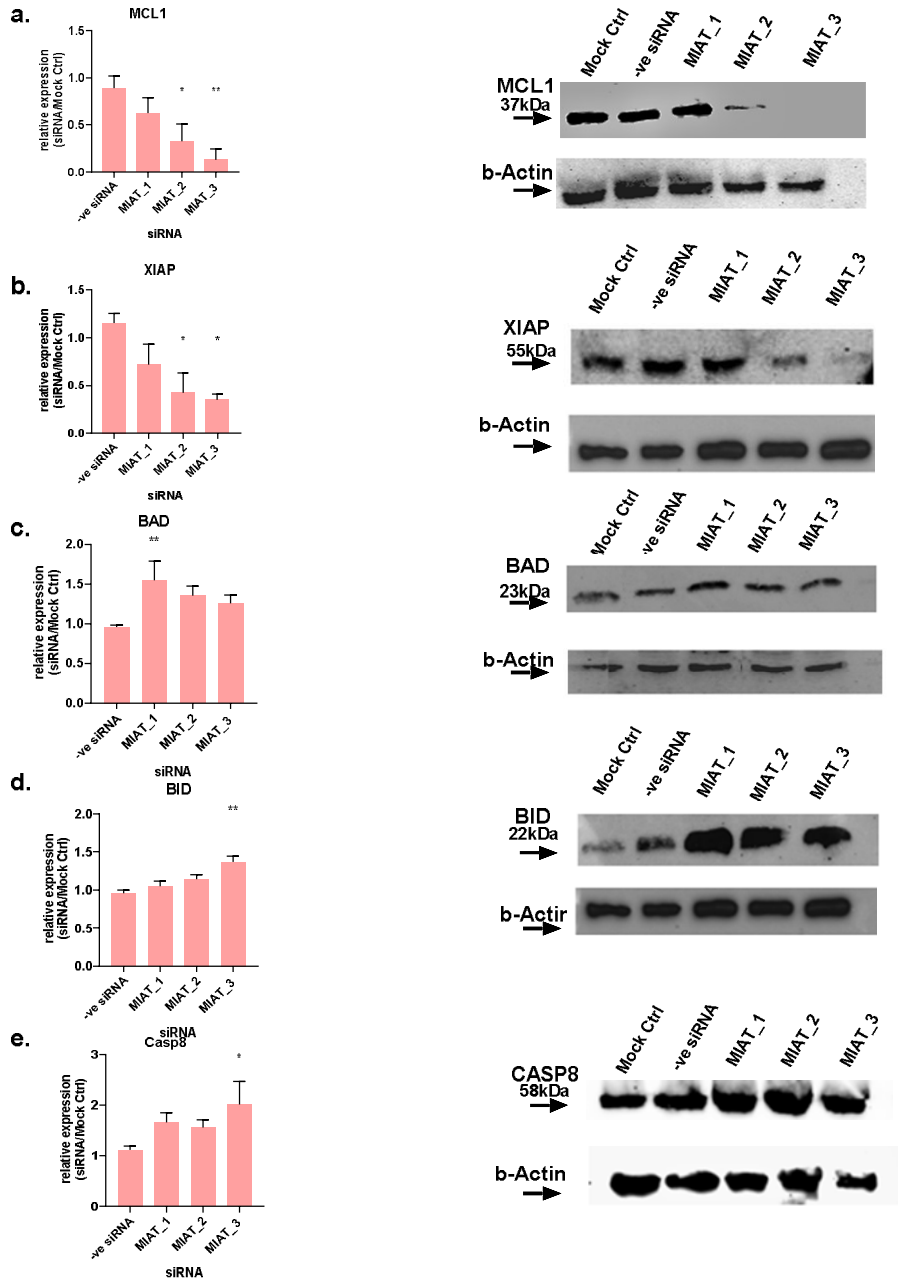 a.
MCL1
relative expression
(siRNA/Mock Ctrl)
1.5
1.0
0.5
0.0
*
**
-ve siRNA
MIAT_1
MIAT_2
MIAT_3
siRNA
Mock Ctrl
-ve siRNA
MIAT_1
MIAT_2
MIAT_3
MCL1
37kDa
b-Actin
b.
XIAP
relative expression
(siRNA/Mock Ctrl)
1.5
1.0
0.5
0.0
*
*
-ve siRNA
MIAT_1
MIAT_2
MIAT_3
siRNA
Mock Ctrl
-ve siRNA
MIAT_1
MIAT_2
MIAT_3
XIAP
55kDa
b-Actin
c.
BAD
relative expression
(siRNA/Mock Ctrl)
2.0
1.5
1.0
0.5
0.0
**
-ve siRNA
MIAT_1
MIAT_2
MIAT_3
siRNA
Mock Ctrl
-ve siRNA
MIAT_1
MIAT_2
MIAT_3
BAD
23kDa
b-Actin
d.
BID
relative expression
(siRNA/Mock Ctrl)
2.0
1.5
1.0
0.5
0.0
**
-ve siRNA
MIAT_1
MIAT_2
MIAT_3
siRNA
Mock Ctrl
-ve siRNA
MIAT_1
MIAT_2
MIAT_3
BID
22kDa
b-Actir
e.
Casp8
relative expression
(siRNA/Mock Ctrl)
3
2
1
0
*
-ve siRNA
MIAT_1
MIAT_2
MIAT_3
siRNA
Mock Ctrl
-ve siRNA
MIAT_1
MIAT_2
MIAT_3
CASP8
58kDa
b-Actin